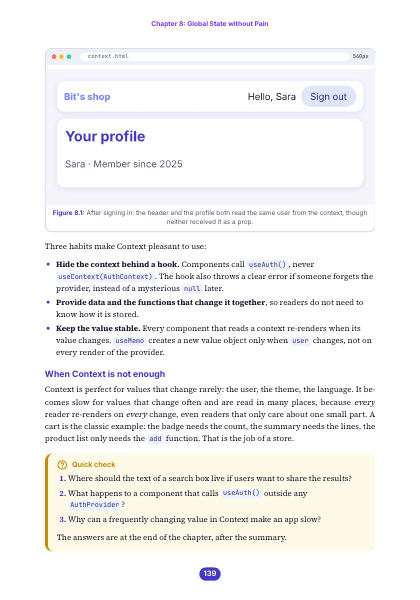 Chapter 8: Global State without Pain
context.html
560px
Bit's shop
Hello, Sara
Sign out
Your profile
Sara · Member since 2025
Figure 8.1: After signing in: the header and the profile both read the same user from the context, though
neither received it as a prop.
Three habits make Context pleasant to use:
• Hide the context behind a hook. Components call useAuth(), never
useContext(AuthContext). The hook also throws a clear error if someone forgets the
provider, instead of a mysterious null later.
• Provide data and the functions that change it together, so readers do not need to
know how it is stored.
• Keep the value stable. Every component that reads a context re-renders when its
value changes. useMemo creates a new value object only when user changes, not on
every render of the provider.
When Context is not enough
Context is perfect for values that change rarely: the user, the theme, the language. It be-
comes slow for values that change often and are read in many places, because every
reader re-renders on every change, even readers that only care about one small part. A
cart is the classic example: the badge needs the count, the summary needs the lines, the
product list only needs the add function. That is the job of a store.
Quick check
1. Where should the text of a search box live if users want to share the results?
2. What happens to a component that calls useAuth() outside any
AuthProvider?
3. Why can a frequently changing value in Context make an app slow?
The answers are at the end of the chapter, after the summary.
139